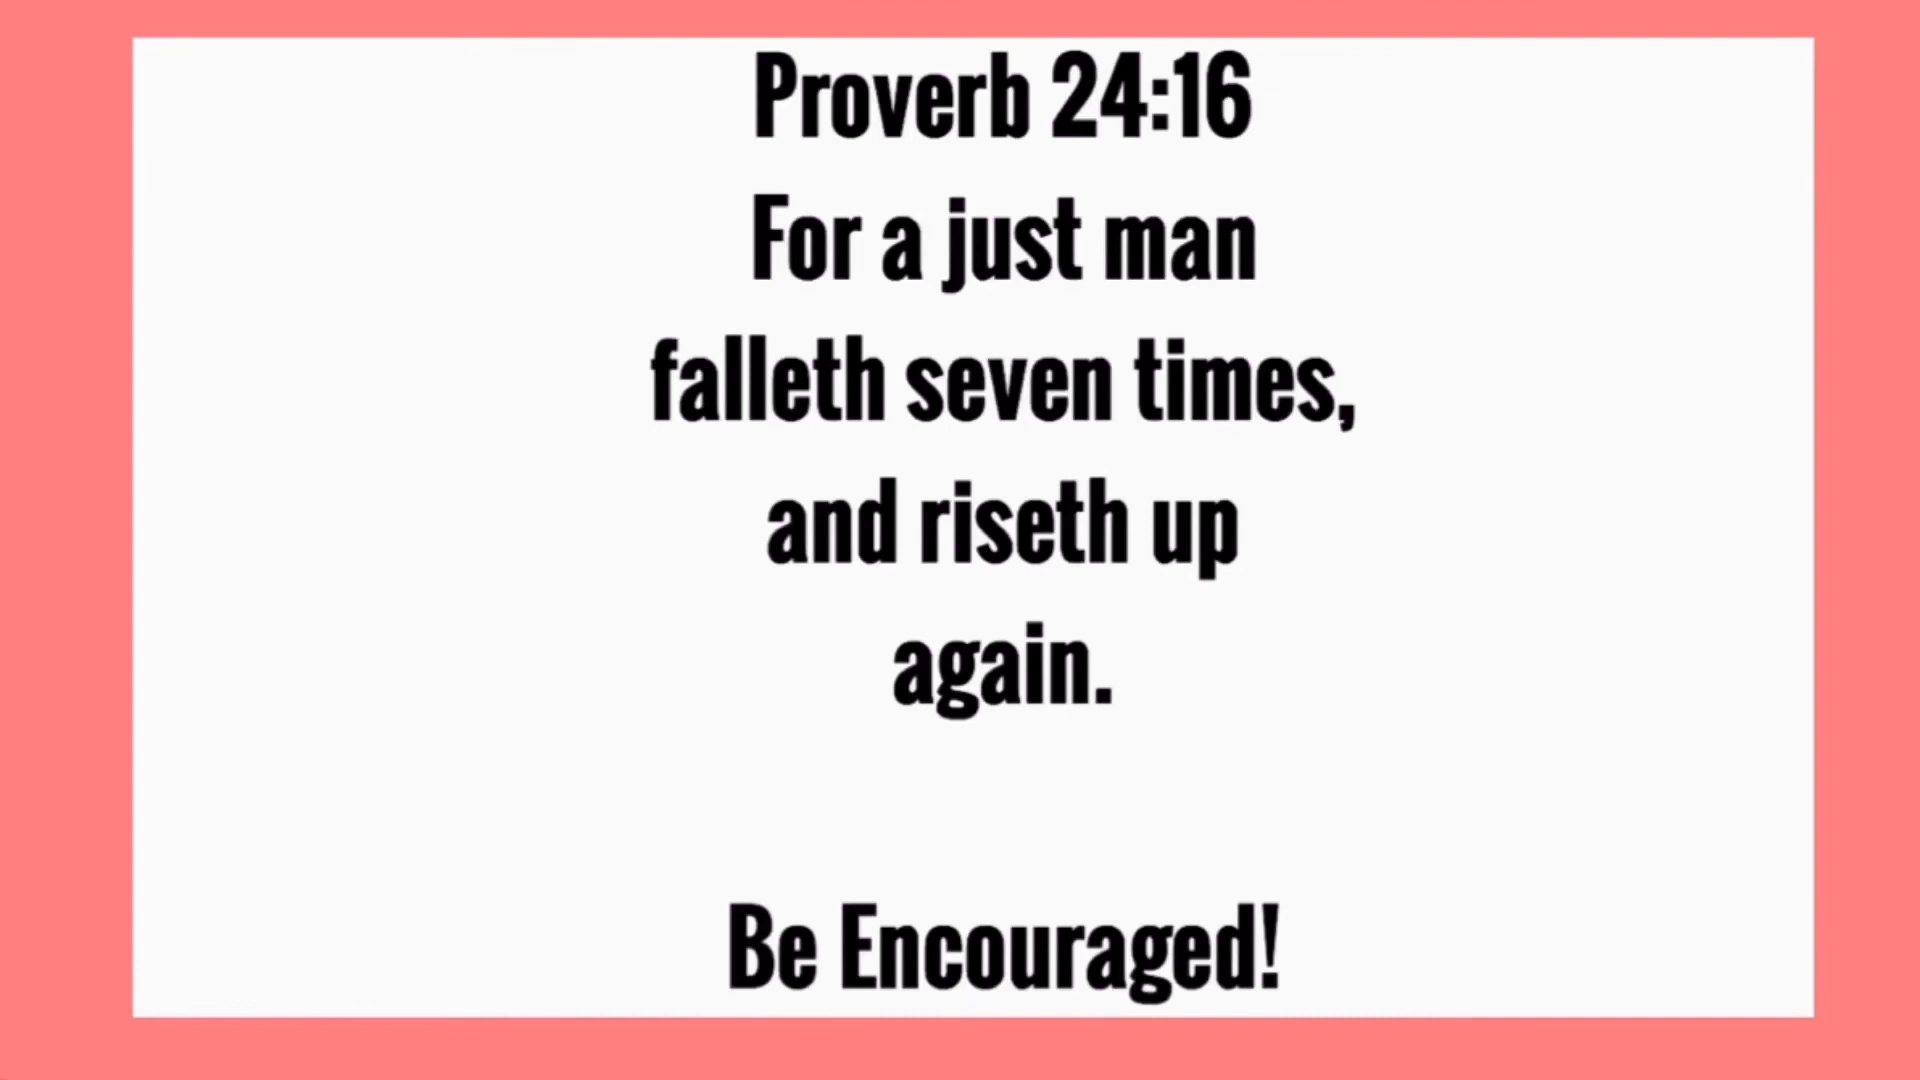 Proverb 24:16
For a just man
falleth seven times,
and riseth up
again.
Be Encouraged!